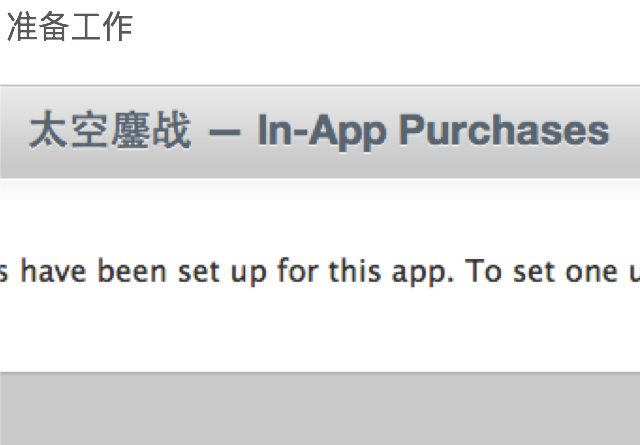 准备工作
太空鏖战 — In-App Purchases
s have been set up for this app. To set one u